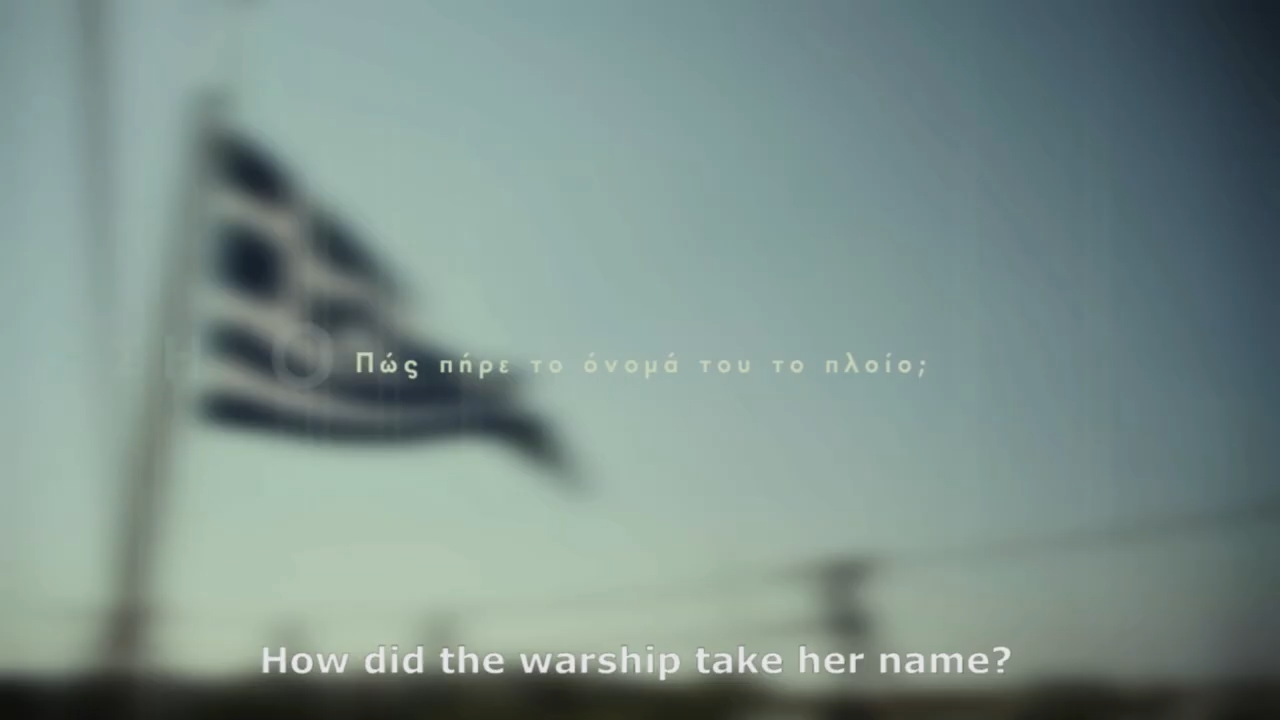 Πώς πήρε το όνομά του το πλοίο;
How did the warship take her name?